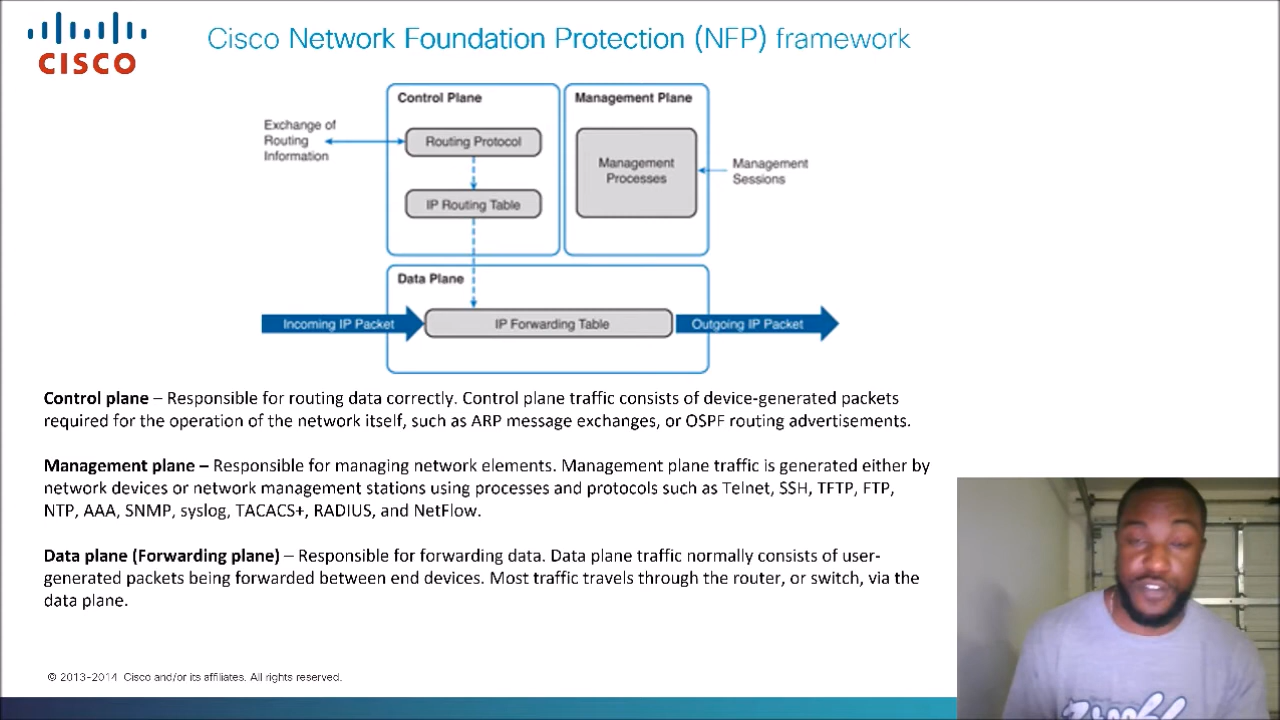 CISCO
Cisco Network Foundation Protection (NFP) framework
Control Plane
Management Plane
Exchange of
Routing
Information
Routing Protocol
IP Routing Table
Management
Processes
Management
Sessions
Data Plane
Incoming IP Packet
IP Forwarding Table
Outgoing IP Packet
Control plane – Responsible for routing data correctly. Control plane traffic consists of device-generated packets
required for the operation of the network itself, such as ARP message exchanges, or OSPF routing advertisements.
Management plane – Responsible for managing network elements. Management plane traffic is generated either by
network devices or network management stations using processes and protocols such as Telnet, SSH, TFTP, FTP,
NTP, AAA, SNMP, syslog, TACACS+, RADIUS, and NetFlow.
Data plane (Forwarding plane) – Responsible for forwarding data. Data plane traffic normally consists of user-
generated packets being forwarded between end devices. Most traffic travels through the router, or switch, via the
data plane.
© 2013-2014 Cisco and/or its affiliates. All rights reserved.